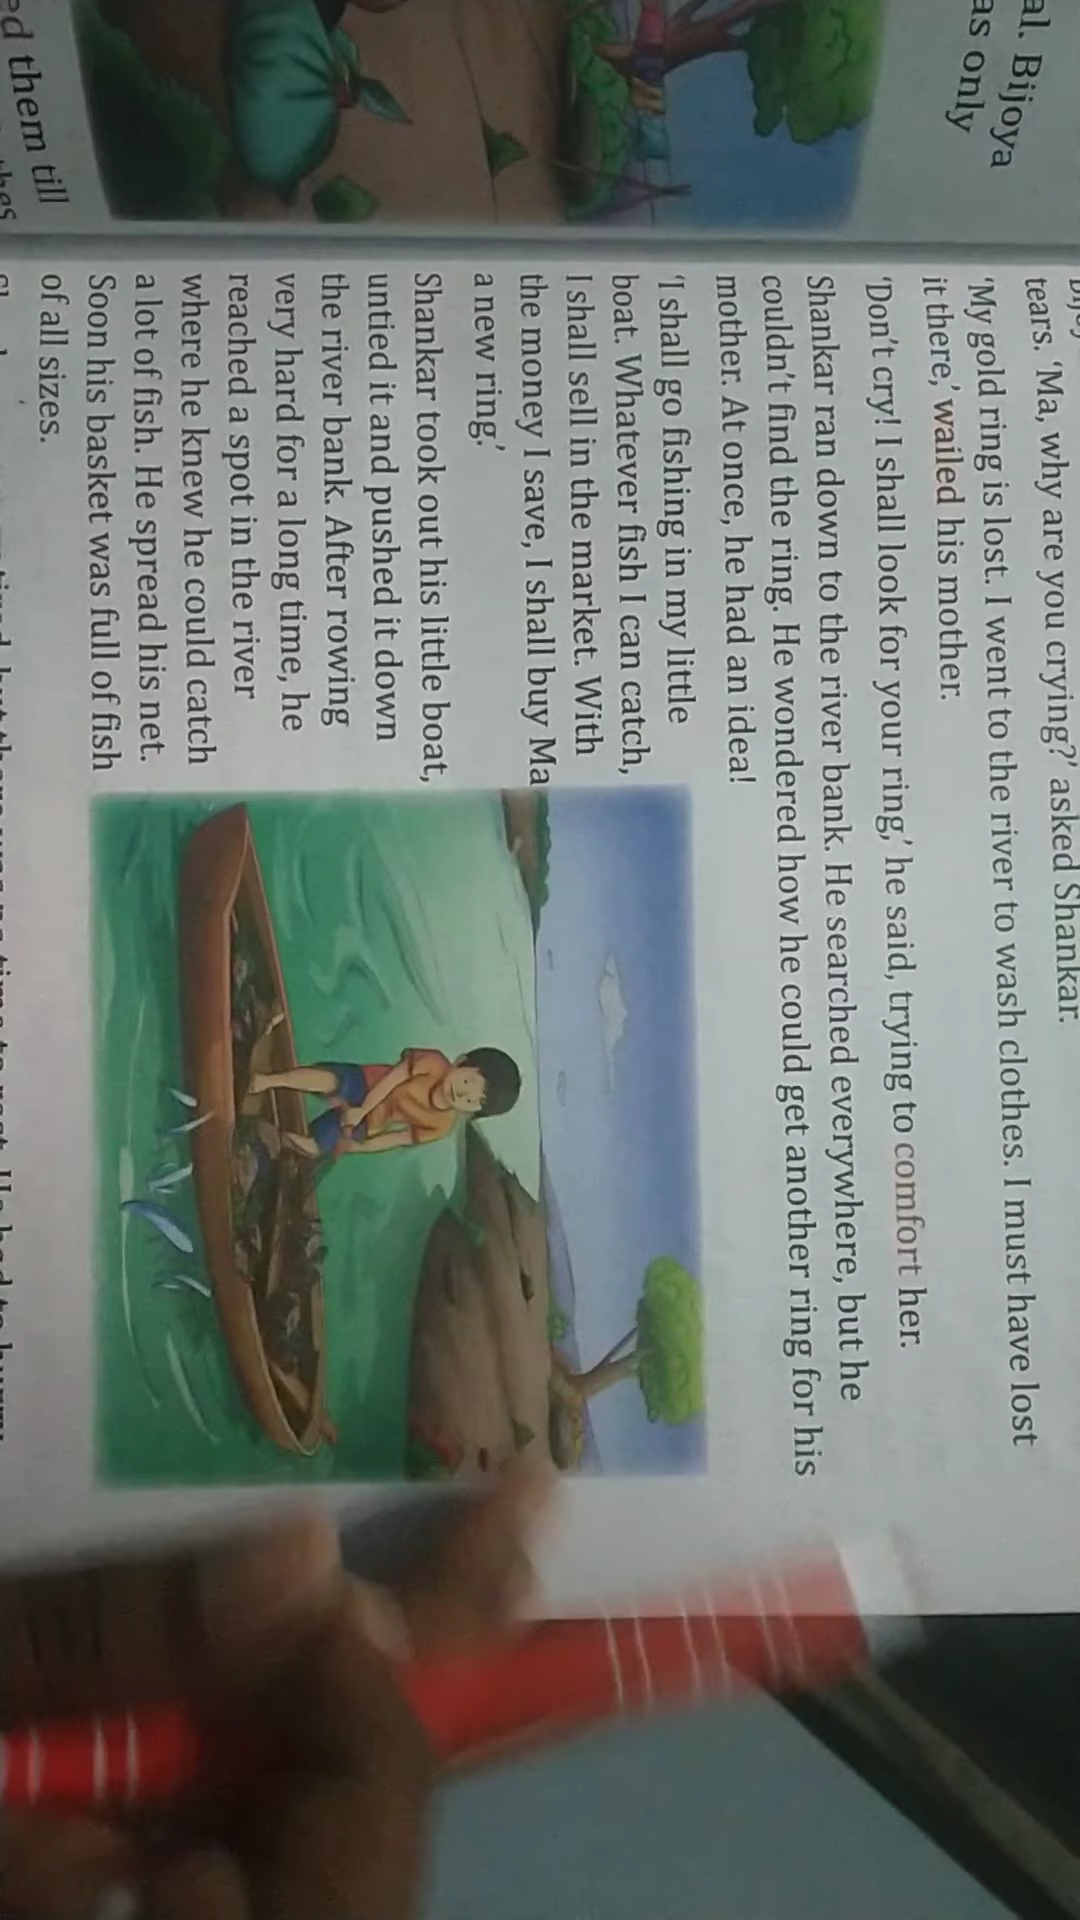 al. Bijoya
as only
ed them till
tears. ‘Ma, why are you crying?’ asked Shankar.
‘My gold ring is lost. I went to the river to wash clothes. I must have lost
it there,’ wailed his mother.
‘Don’t cry! I shall look for your ring,’ he said, trying to comfort her.
Shankar ran down to the river bank. He searched everywhere, but he
couldn’t find the ring. He wondered how he could get another ring for his
mother. At once, he had an idea!
‘I shall go fishing in my little
boat. Whatever fish I can catch,
I shall sell in the market. With
the money I save, I shall buy Ma
a new ring.’
Shankar took out his little boat,
untied it and pushed it down
the river bank. After rowing
very hard for a long time, he
reached a spot in the river
where he knew he could catch
a lot of fish. He spread his net.
Soon his basket was full of fish
of all sizes.